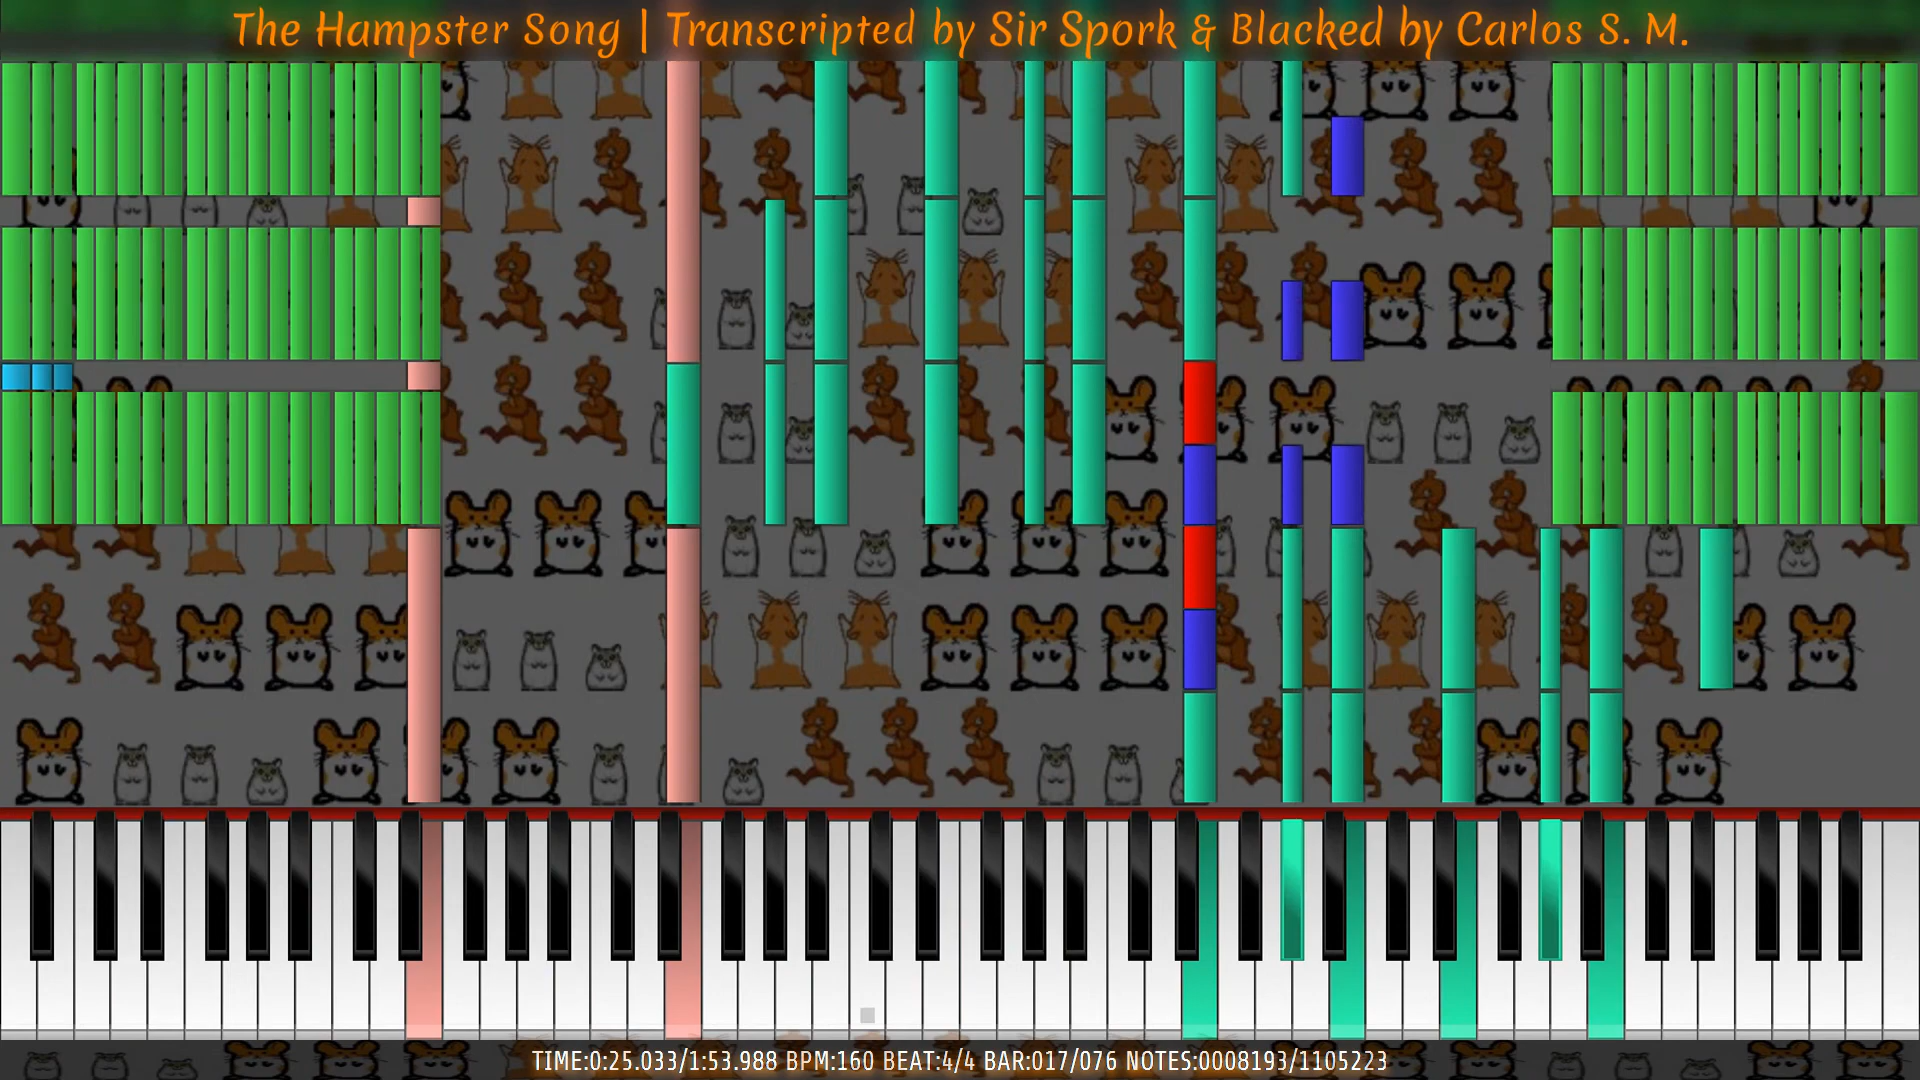 The Hampster Song | Transcripted by Sir Spork & Blacked by Carlos S. M.
TIME:0:25.033/1:53.988 BPM:160 BEAT:4/4 BAR:017/076 NOTES:0008193/1105223